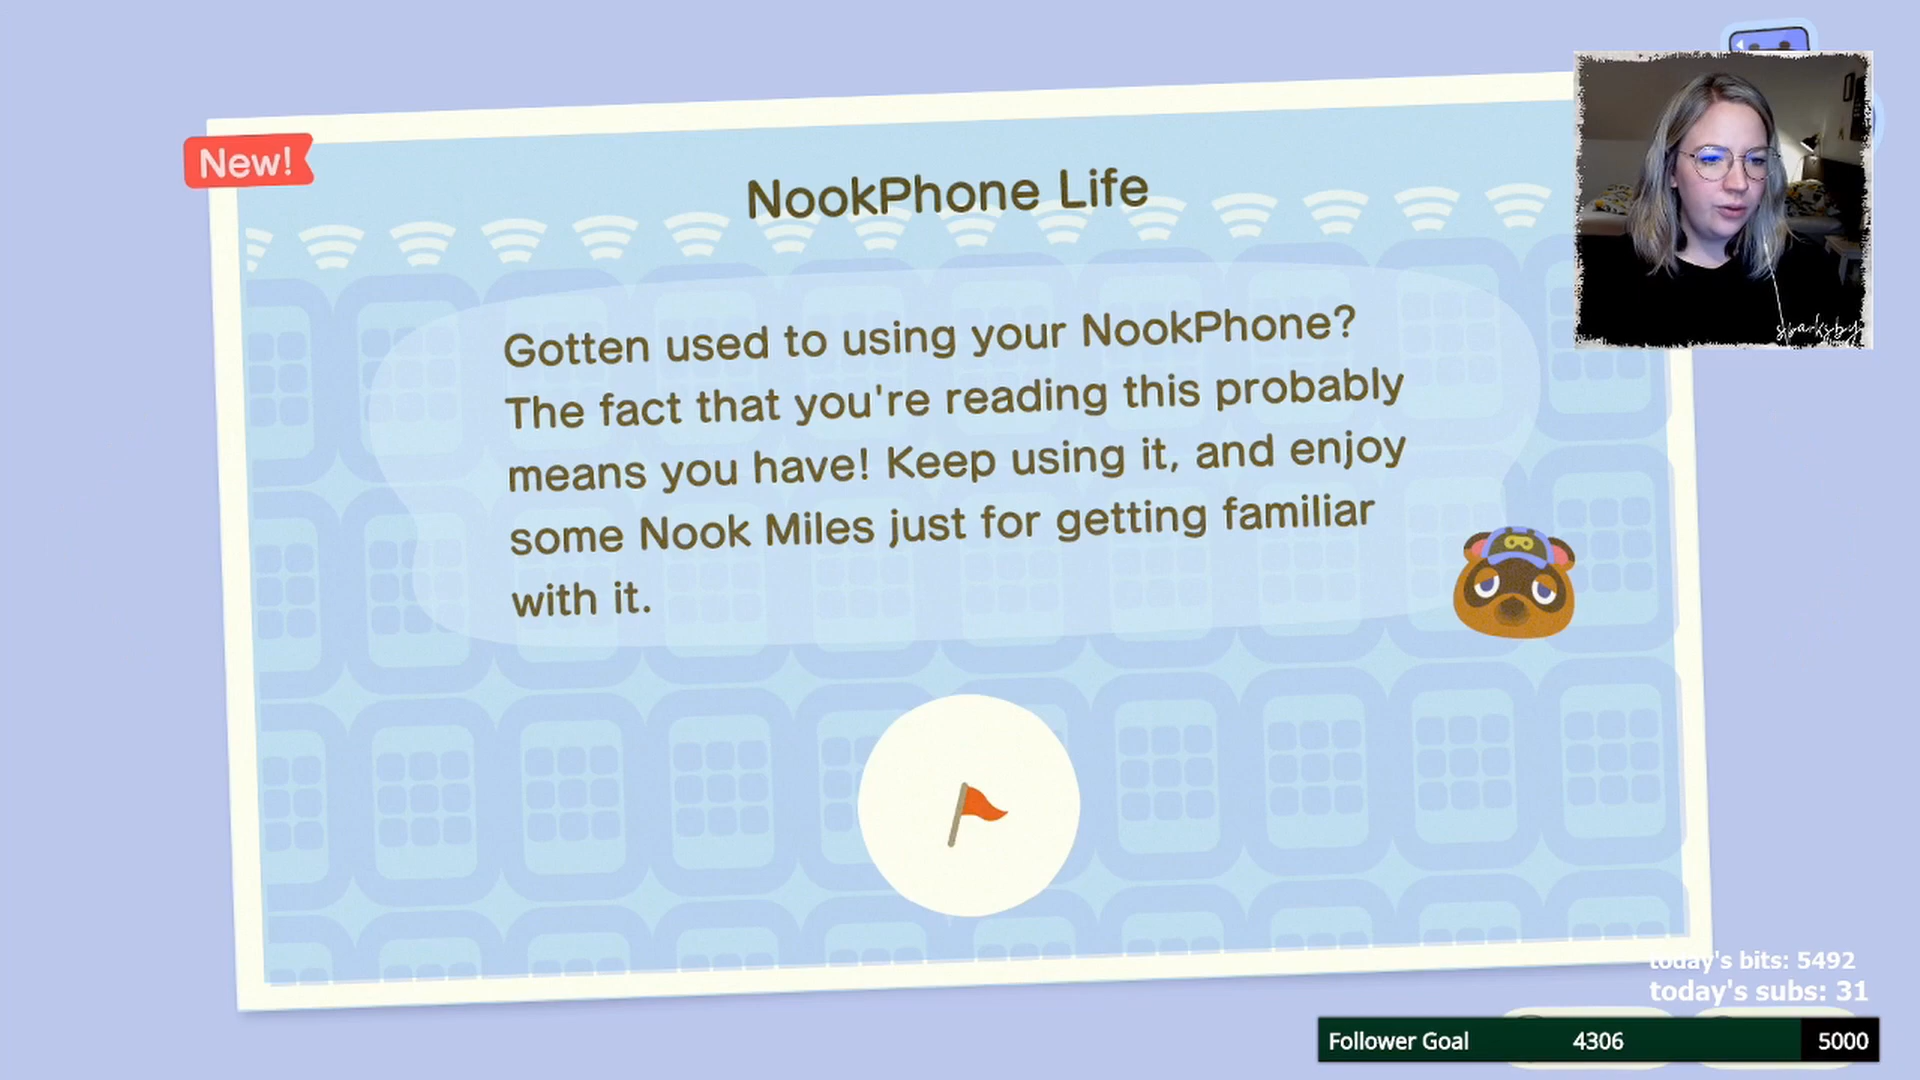 New!
NookPhone Life
Gotten used to using your NookPhone?
The fact that you're reading this probably
means you have! Keep using it, and enjoy
some Nook Miles just for getting familiar
with it.
sparksby
today's bits: 5492
today's subs: 31
Follower Goal 4306 5000